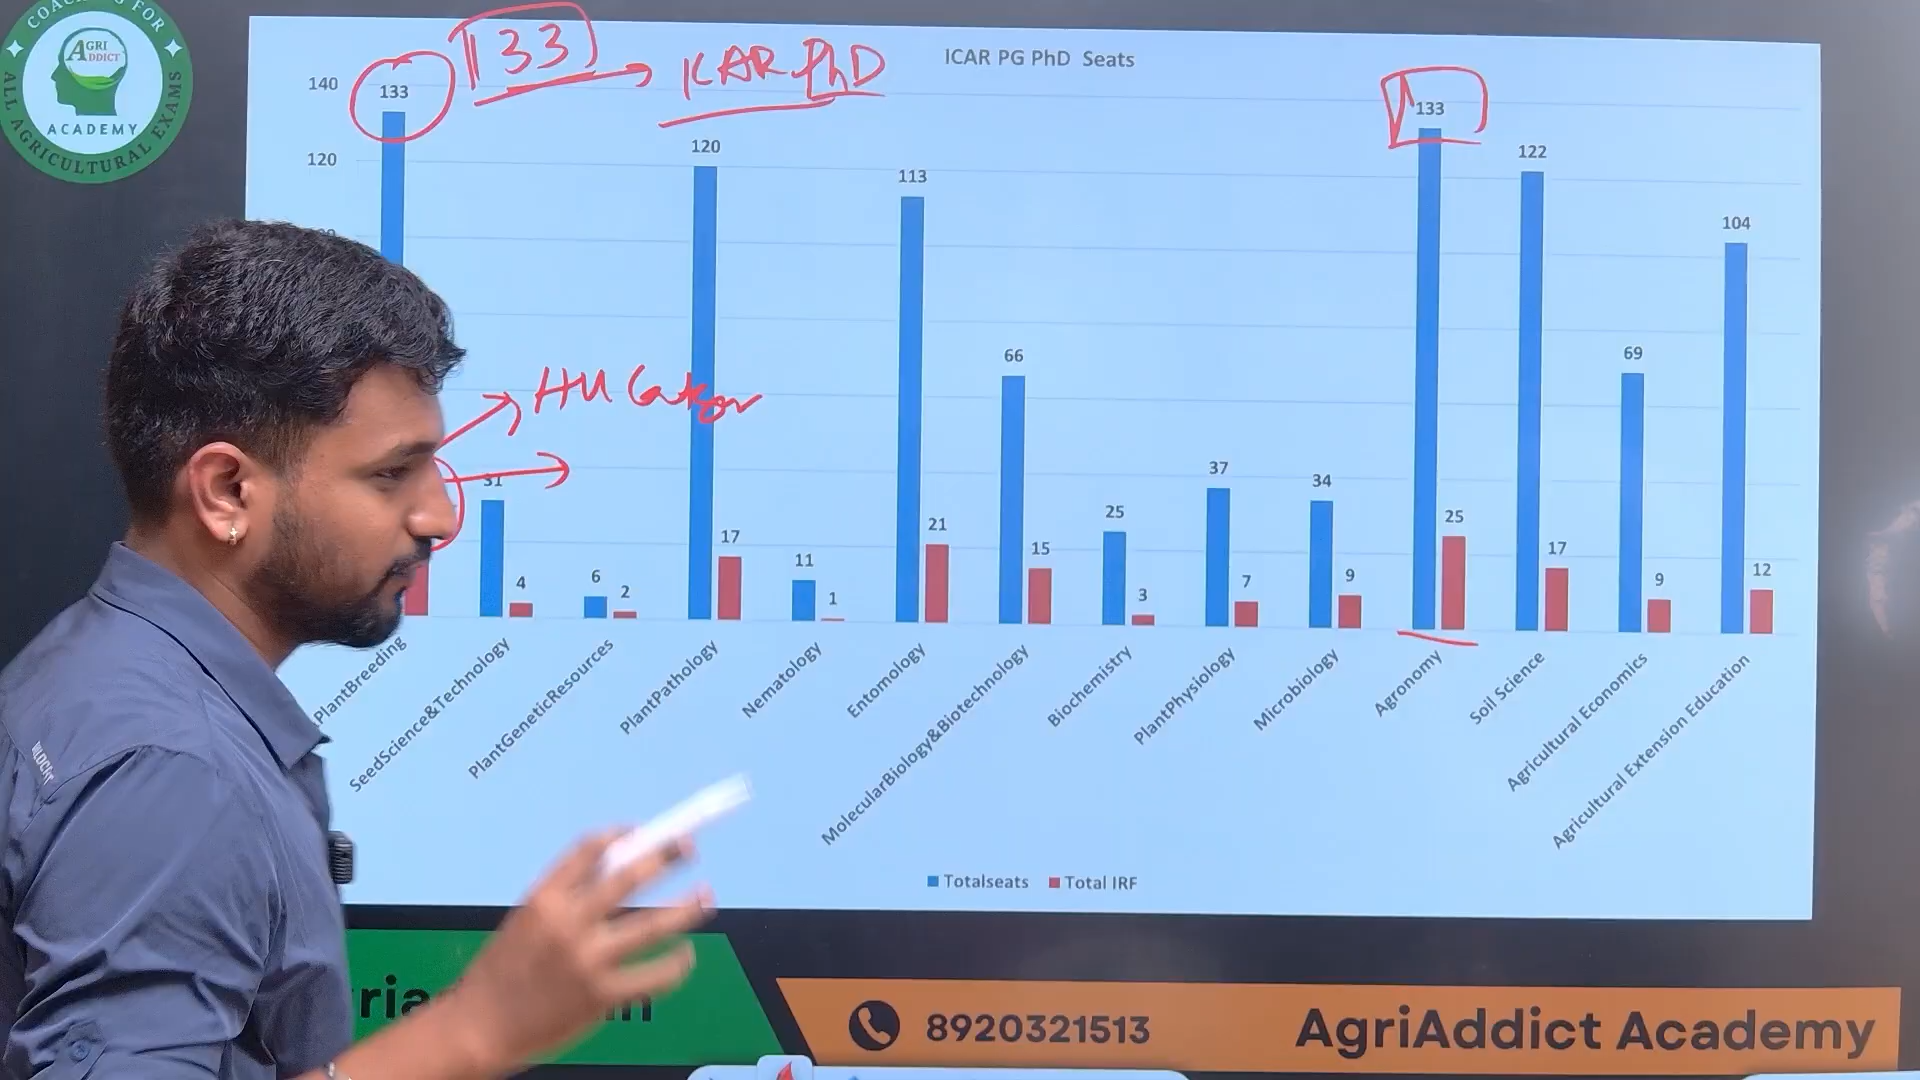 COACHING FOR
AGRI
ADDICT
ACADEMY
ALL AGRICULTURAL EXAMS
ICAR PG PhD Seats
133 ICAR PhD
140
120
133
120
113
133
122
104
66
69
31
37
34
25
4
6
2
17
11
1
21
15
3
7
9
25
17
9
12
PlantBreeding
SeedScience&Technology
PlantGeneticResources
PlantPathology
Nematology
Entomology
MolecularBiology&Biotechnology
Biochemistry
PlantPhysiology
Microbiology
Agronomy
Soil Science
Agricultural Economics
Agricultural Extension Education
Totalseats Total IRF
8920321513
AgriAddict Academy